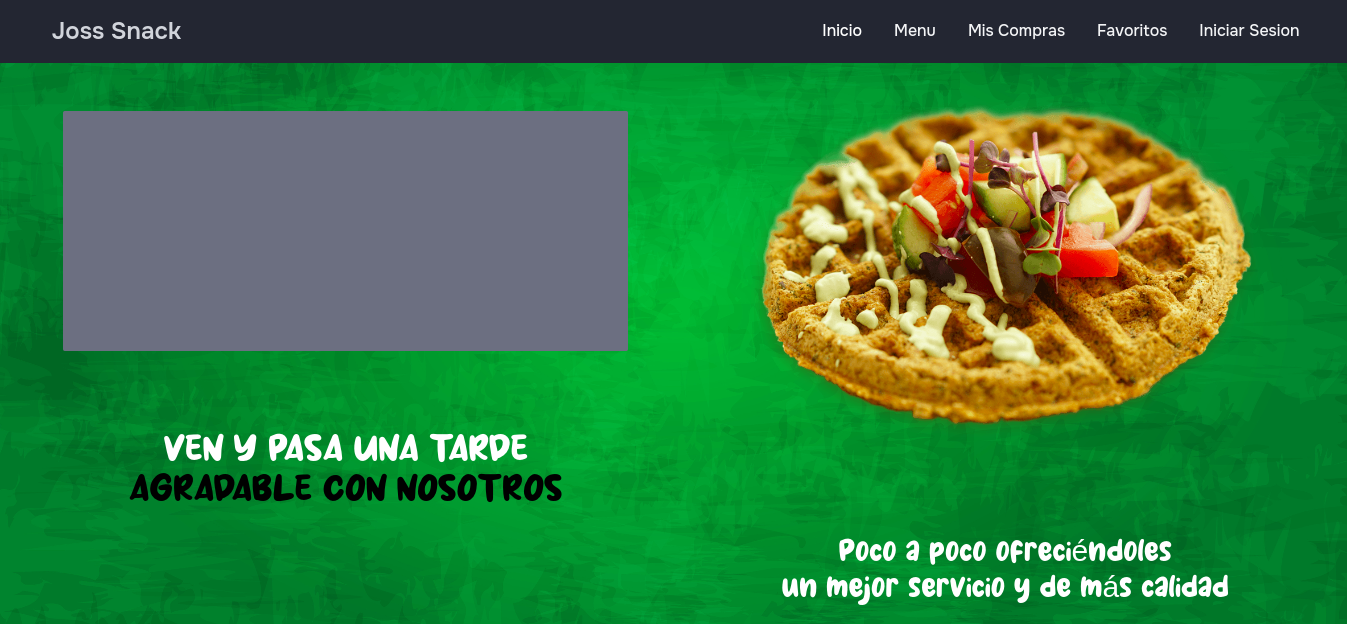 Joss Snack
Inicio Menu Mis Compras Favoritos Iniciar Sesion
VEN Y PASA UNA TARDE
AGRADABLE CON NOSOTROS
Poco a poco ofreciéndoles
un mejor servicio y de más calidad